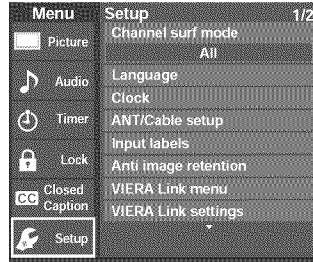 Menu
Picture
Audio
Timer
Lock
CC Closed
Caption
Setup
Setup 1/2
Channel surf mode
All
Language
Clock
ANT/Cable setup
Input labels
Anti image retention
VIERA Link menu
VIERA Link settings